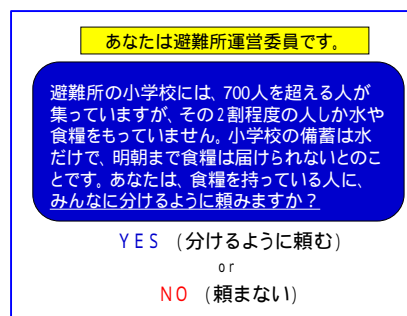 あなたは避難所運営委員です。
避難所の小学校には、700人を超える人が
集っていますが、その2割程度の人しか水や
食糧をもっていません。小学校の備蓄は水
だけで、明朝まで食糧は届けられないとのこ
とです。あなたは、食糧を持っている人に、
みんなに分けるように頼みますか？
YES (分けるように頼む)
or
NO (頼まない)